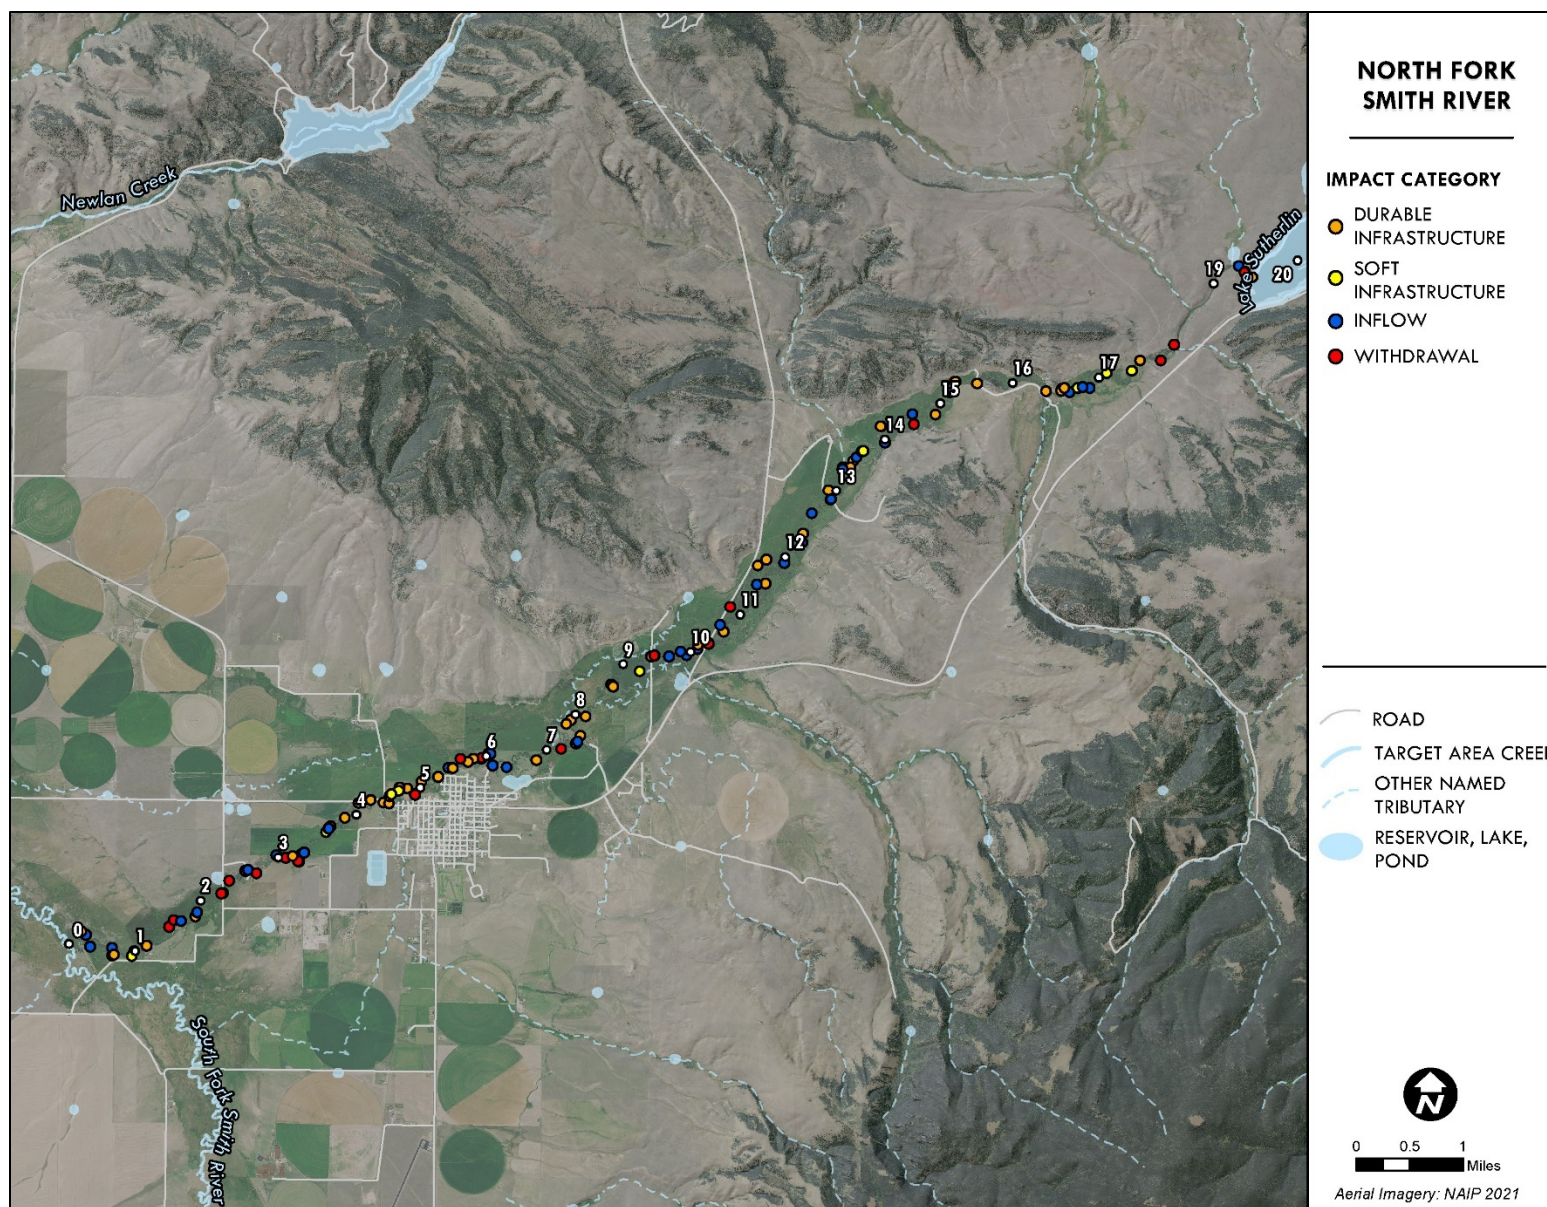 NORTH FORK
SMITH RIVER
IMPACT CATEGORY
DURABLE
INFRASTRUCTURE
SOFT
INFRASTRUCTURE
INFLOW
WITHDRAWAL
ROAD
TARGET AREA CREE
OTHER NAMED
TRIBUTARY
RESERVOIR, LAKE,
POND
N
0 0.5 1
Miles
Aerial Imagery: NAIP 2021
Newlan Creek
Lake Sutherlin
South Fork Smith River
20
19
17
16
15
14
13
12
11
10
9
8
7
6
5
4
3
2
1
0